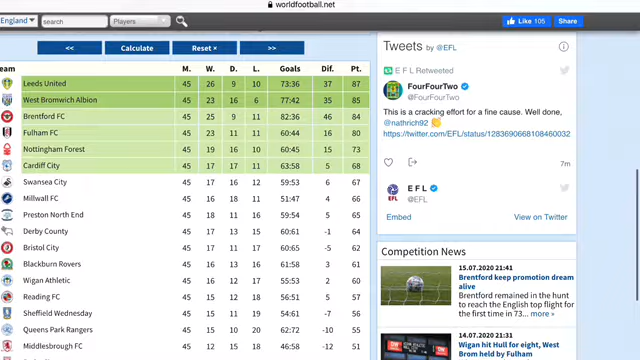 worldfootball.net
England search Players
Like 105 Share
<< Calculate Reset × >>
eam M. W. D. L. Goals Dif. Pt.
Leeds United 45 26 9 10 73:36 37 87
West Bromwich Albion 45 23 16 6 77:42 35 85
Brentford FC 45 25 9 11 82:36 46 84
Fulham FC 45 23 11 11 60:44 16 80
Nottingham Forest 45 19 16 10 60:45 15 73
Cardiff City 45 17 17 11 63:58 5 68
Swansea City 45 17 16 12 59:53 6 67
Millwall FC 45 16 18 11 51:47 4 66
Preston North End 45 18 11 16 59:54 5 65
Derby County 45 17 13 15 60:61 -1 64
Bristol City 45 17 11 17 60:65 -5 62
Blackburn Rovers 45 16 13 16 61:58 3 61
Wigan Athletic 45 16 12 17 55:53 2 60
Reading FC 45 15 12 18 56:51 5 57
Sheffield Wednesday 45 15 12 18 54:61 -7 56
Queens Park Rangers 45 15 10 20 62:72 -10 55
Middlesbrough FC 45 12 15 18 46:58 -12 51
Tweets by @EFL
E F L Retweeted
FourFourTwo
@FourFourTwo
This is a cracking effort for a fine cause. Well done,
@nathrich92 👏
https://twitter.com/EFL/status/1283690668108460032
7m
E F L
@EFL
Embed View on Twitter
Competition News
15.07.2020 21:41
Brentford keep promotion dream
alive
Brentford remained in the hunt
to reach the English top flight for
the first time in 73... more »
14.07.2020 21:31
Wigan hit Hull for eight, West
Brom held by Fulham